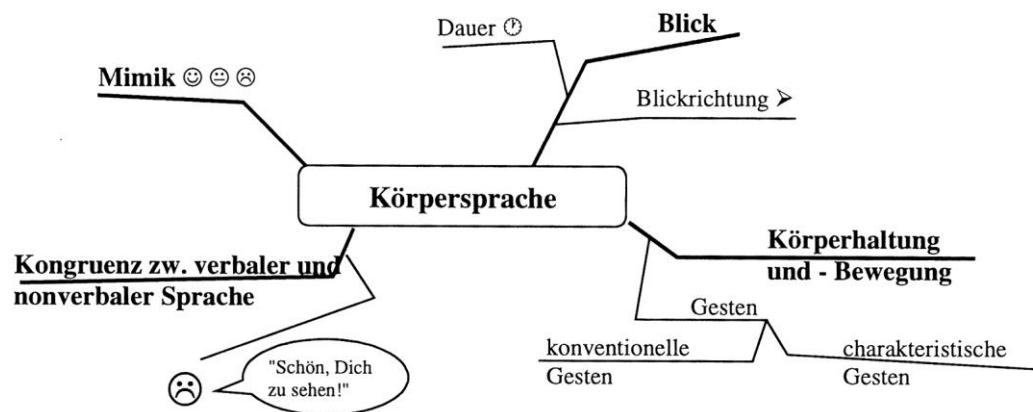 Dauer 🕐
Blick
Mimik ☺ 😐 ☹
Blickrichtung ➢
Körpersprache
Körperhaltung
und - Bewegung
Kongruenz zw. verbaler und
nonverbaler Sprache
Gesten
konventionelle
Gesten
charakteristische
Gesten
"Schön, Dich
zu sehen!"